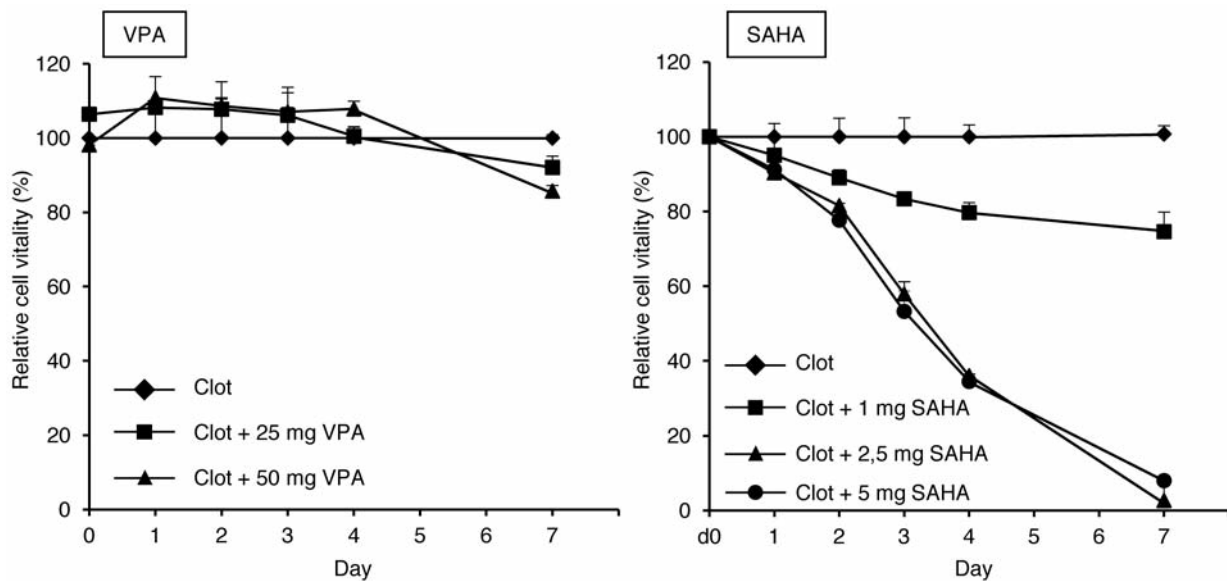 VPA
120
100
80
60
40
20
0
Relative cell vitality (%)
Clot
Clot + 25 mg VPA
Clot + 50 mg VPA
0 1 2 3 4 5 6 7
Day
SAHA
120
100
80
60
40
20
0
Relative cell vitality (%)
Clot
Clot + 1 mg SAHA
Clot + 2,5 mg SAHA
Clot + 5 mg SAHA
d0 1 2 3 4 5 6 7
Day